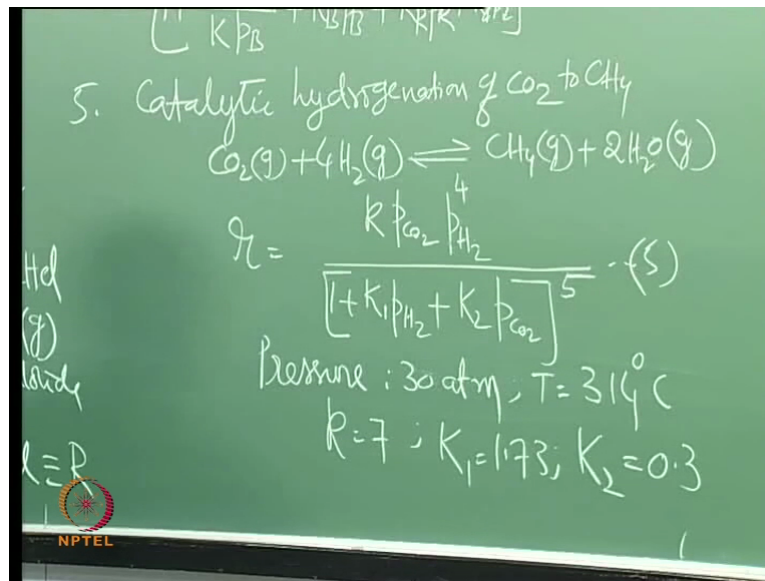 5. Catalytic hydrogenation of CO2 to CH4
CO2(g) + 4H2(g) ⇌ CH4(g) + 2H2O(g)
r = k pCO2 pH2^4 / [1 + K1 pH2 + K2 pCO2]^5 --(5)
Pressure : 30 atm ; T = 314°C
k = 7 ; K1 = 1.73 ; K2 = 0.3
(g)
≡ R
NPTEL